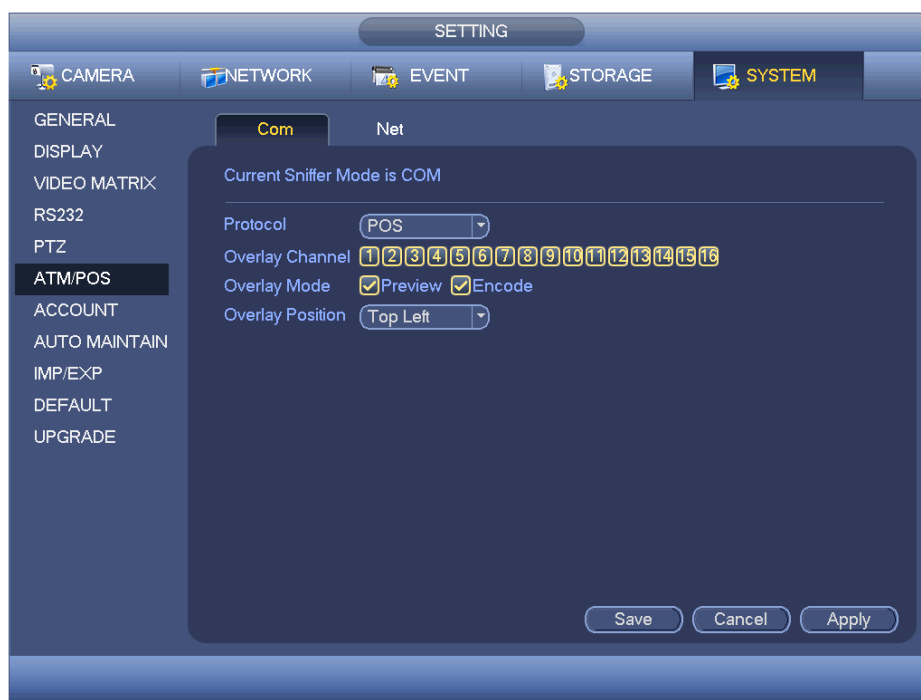 SETTING
CAMERA NETWORK EVENT STORAGE SYSTEM
GENERAL
DISPLAY
VIDEO MATRIX
RS232
PTZ
ATM/POS
ACCOUNT
AUTO MAINTAIN
IMP/EXP
DEFAULT
UPGRADE
Com Net
Current Sniffer Mode is COM
Protocol POS
Overlay Channel 1 2 3 4 5 6 7 8 9 10 11 12 13 14 15 16
Overlay Mode Preview Encode
Overlay Position Top Left
Save Cancel Apply